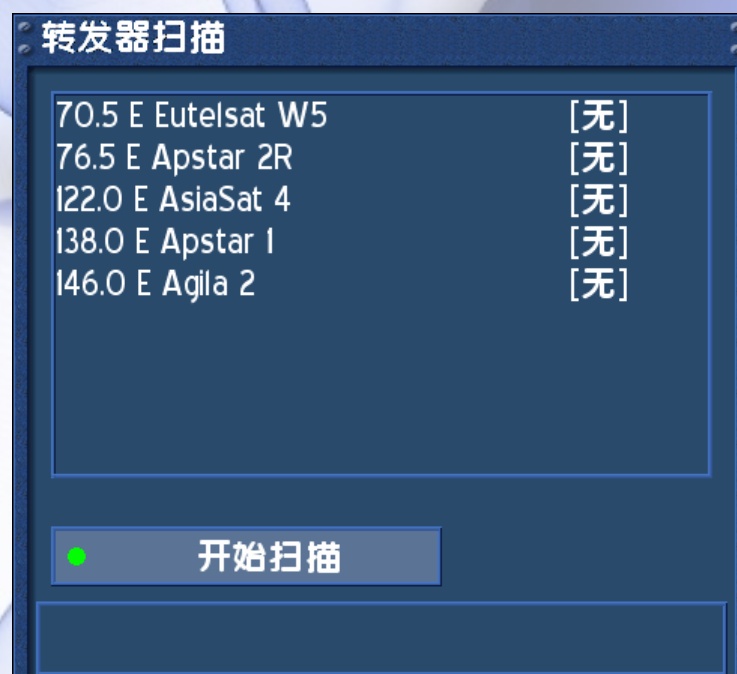 转发器扫描
70.5 E Eutelsat W5 [无]
76.5 E Apstar 2R [无]
122.0 E AsiaSat 4 [无]
138.0 E Apstar 1 [无]
146.0 E Agila 2 [无]
开始扫描